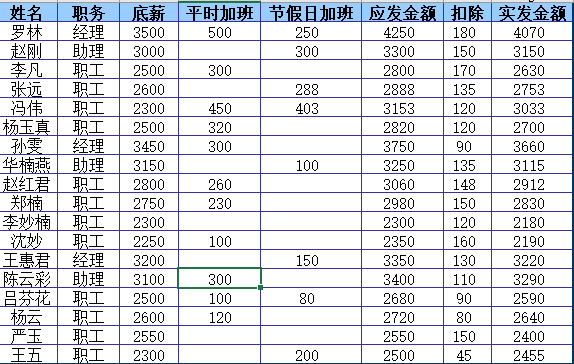 姓名 职务 底薪 平时加班 节假日加班 应发金额 扣除 实发金额
罗林 经理 3500 500 250 4250 180 4070
赵刚 助理 3000 300 3300 150 3150
李凡 职工 2500 300 2800 170 2630
张远 职工 2600 288 2888 135 2753
冯伟 职工 2300 450 403 3153 120 3033
杨玉真 职工 2500 320 2820 120 2700
孙雯 经理 3450 300 3750 90 3660
华楠燕 助理 3150 100 3250 135 3115
赵红君 职工 2800 260 3060 148 2912
郑楠 职工 2750 230 2980 150 2830
李妙楠 职工 2300 2300 120 2180
沈妙 职工 2250 100 2350 160 2190
王惠君 经理 3200 150 3350 130 3220
陈云彩 助理 3100 300 3400 110 3290
吕芬花 职工 2500 100 80 2680 90 2590
杨云 职工 2600 120 2720 80 2640
严玉 职工 2550 2550 150 2400
王五 职工 2300 200 2500 45 2455